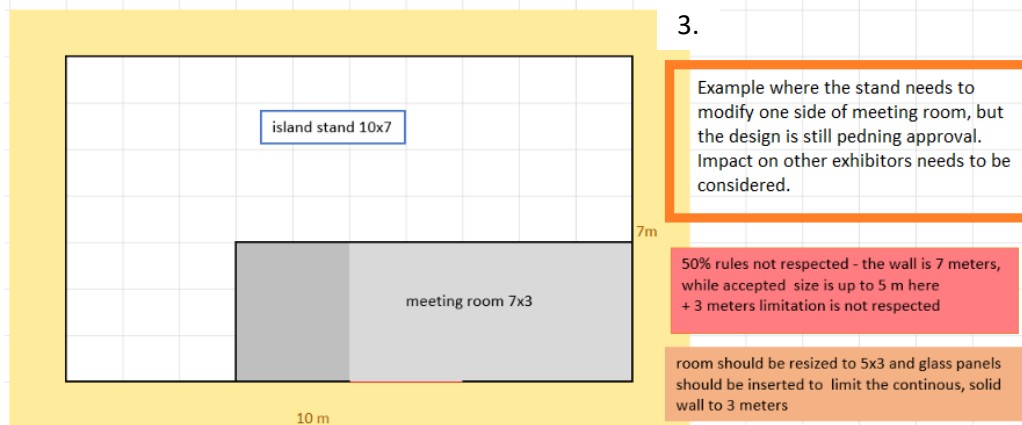 3.
Example where the stand needs to
modify one side of meeting room, but
the design is still pedning approval.
Impact on other exhibitors needs to be
considered.
island stand 10x7
7m
50% rules not respected - the wall is 7 meters,
while accepted size is up to 5 m here
+ 3 meters limitation is not respected
meeting room 7x3
room should be resized to 5x3 and glass panels
should be inserted to limit the continous, solid
wall to 3 meters
10 m